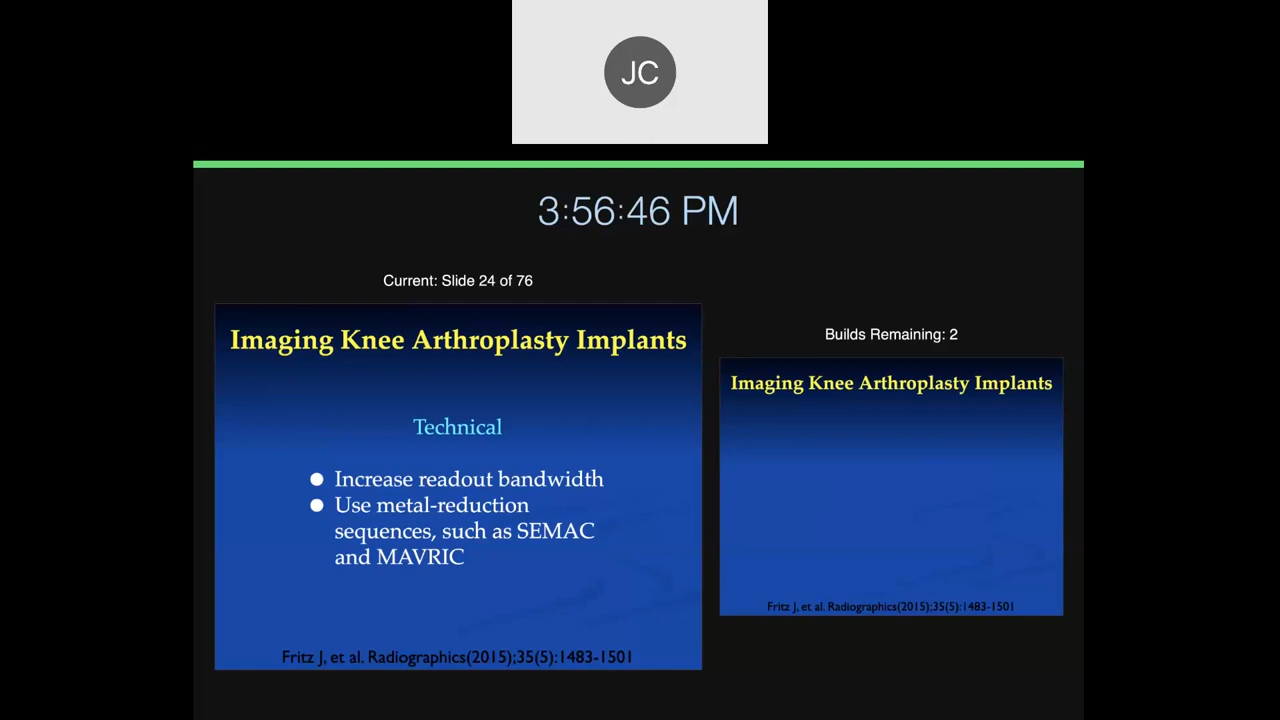 JC
3:56:46 PM
Current: Slide 24 of 76
Imaging Knee Arthroplasty Implants
Technical
● Increase readout bandwidth
● Use metal-reduction
sequences, such as SEMAC
and MAVRIC
Fritz J, et al. Radiographics(2015);35(5):1483-1501
Builds Remaining: 2
Imaging Knee Arthroplasty Implants
Fritz J, et al. Radiographics(2015);35(5):1483-1501